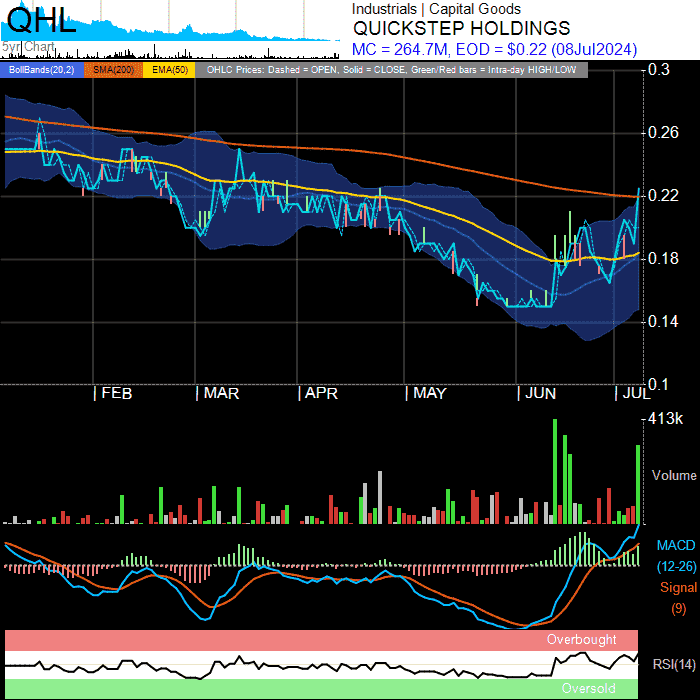 QHL
5yr Chart
Industrials | Capital Goods
QUICKSTEP HOLDINGS
MC = 264.7M, EOD = $0.22 (08Jul2024)
BollBands(20,2) SMA(200) EMA(50) OHLC Prices: Dashed = OPEN, Solid = CLOSE, Green/Red bars = Intra-day HIGH/LOW
0.3
0.26
0.22
0.18
0.14
0.1
| FEB | MAR | APR | MAY | JUN | JUL
413k
Volume
MACD
(12-26)
Signal
(9)
Overbought
RSI(14)
Oversold